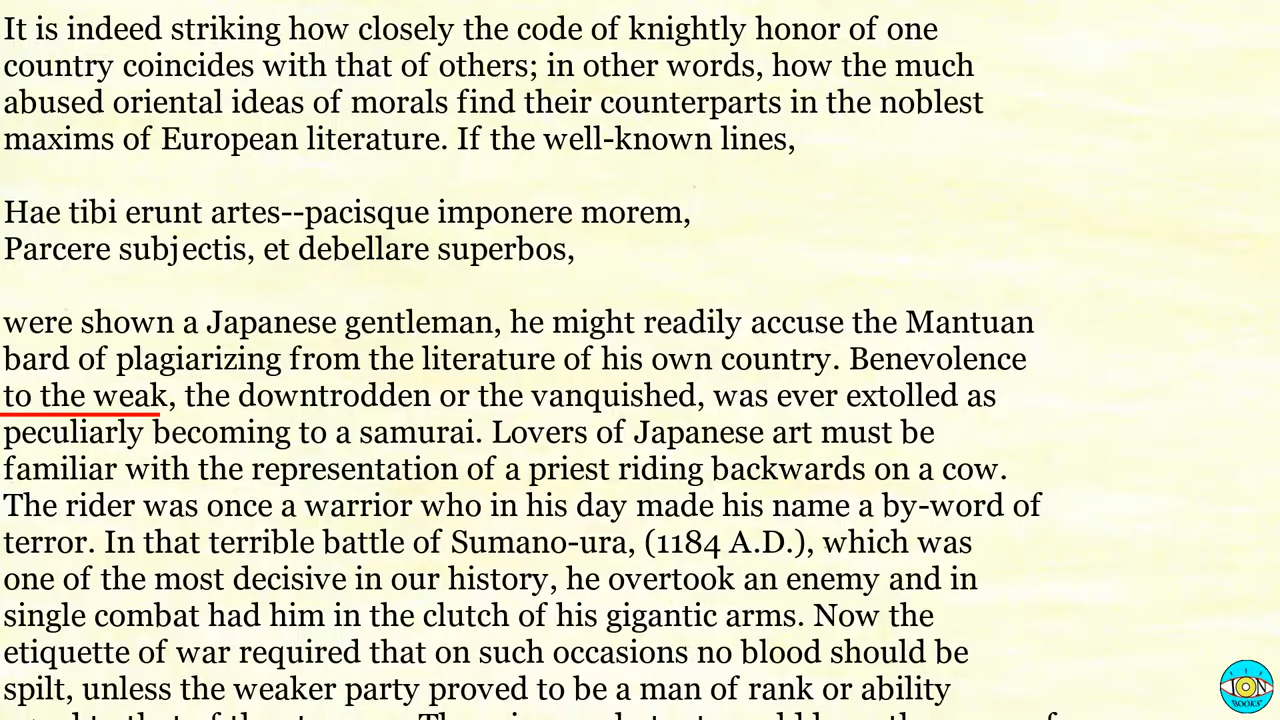 It is indeed striking how closely the code of knightly honor of one
country coincides with that of others; in other words, how the much
abused oriental ideas of morals find their counterparts in the noblest
maxims of European literature. If the well-known lines,
Hae tibi erunt artes--pacisque imponere morem,
Parcere subjectis, et debellare superbos,
were shown a Japanese gentleman, he might readily accuse the Mantuan
bard of plagiarizing from the literature of his own country. Benevolence
to the weak, the downtrodden or the vanquished, was ever extolled as
peculiarly becoming to a samurai. Lovers of Japanese art must be
familiar with the representation of a priest riding backwards on a cow.
The rider was once a warrior who in his day made his name a by-word of
terror. In that terrible battle of Sumano-ura, (1184 A.D.), which was
one of the most decisive in our history, he overtook an enemy and in
single combat had him in the clutch of his gigantic arms. Now the
etiquette of war required that on such occasions no blood should be
spilt, unless the weaker party proved to be a man of rank or ability
ION
BOOKS